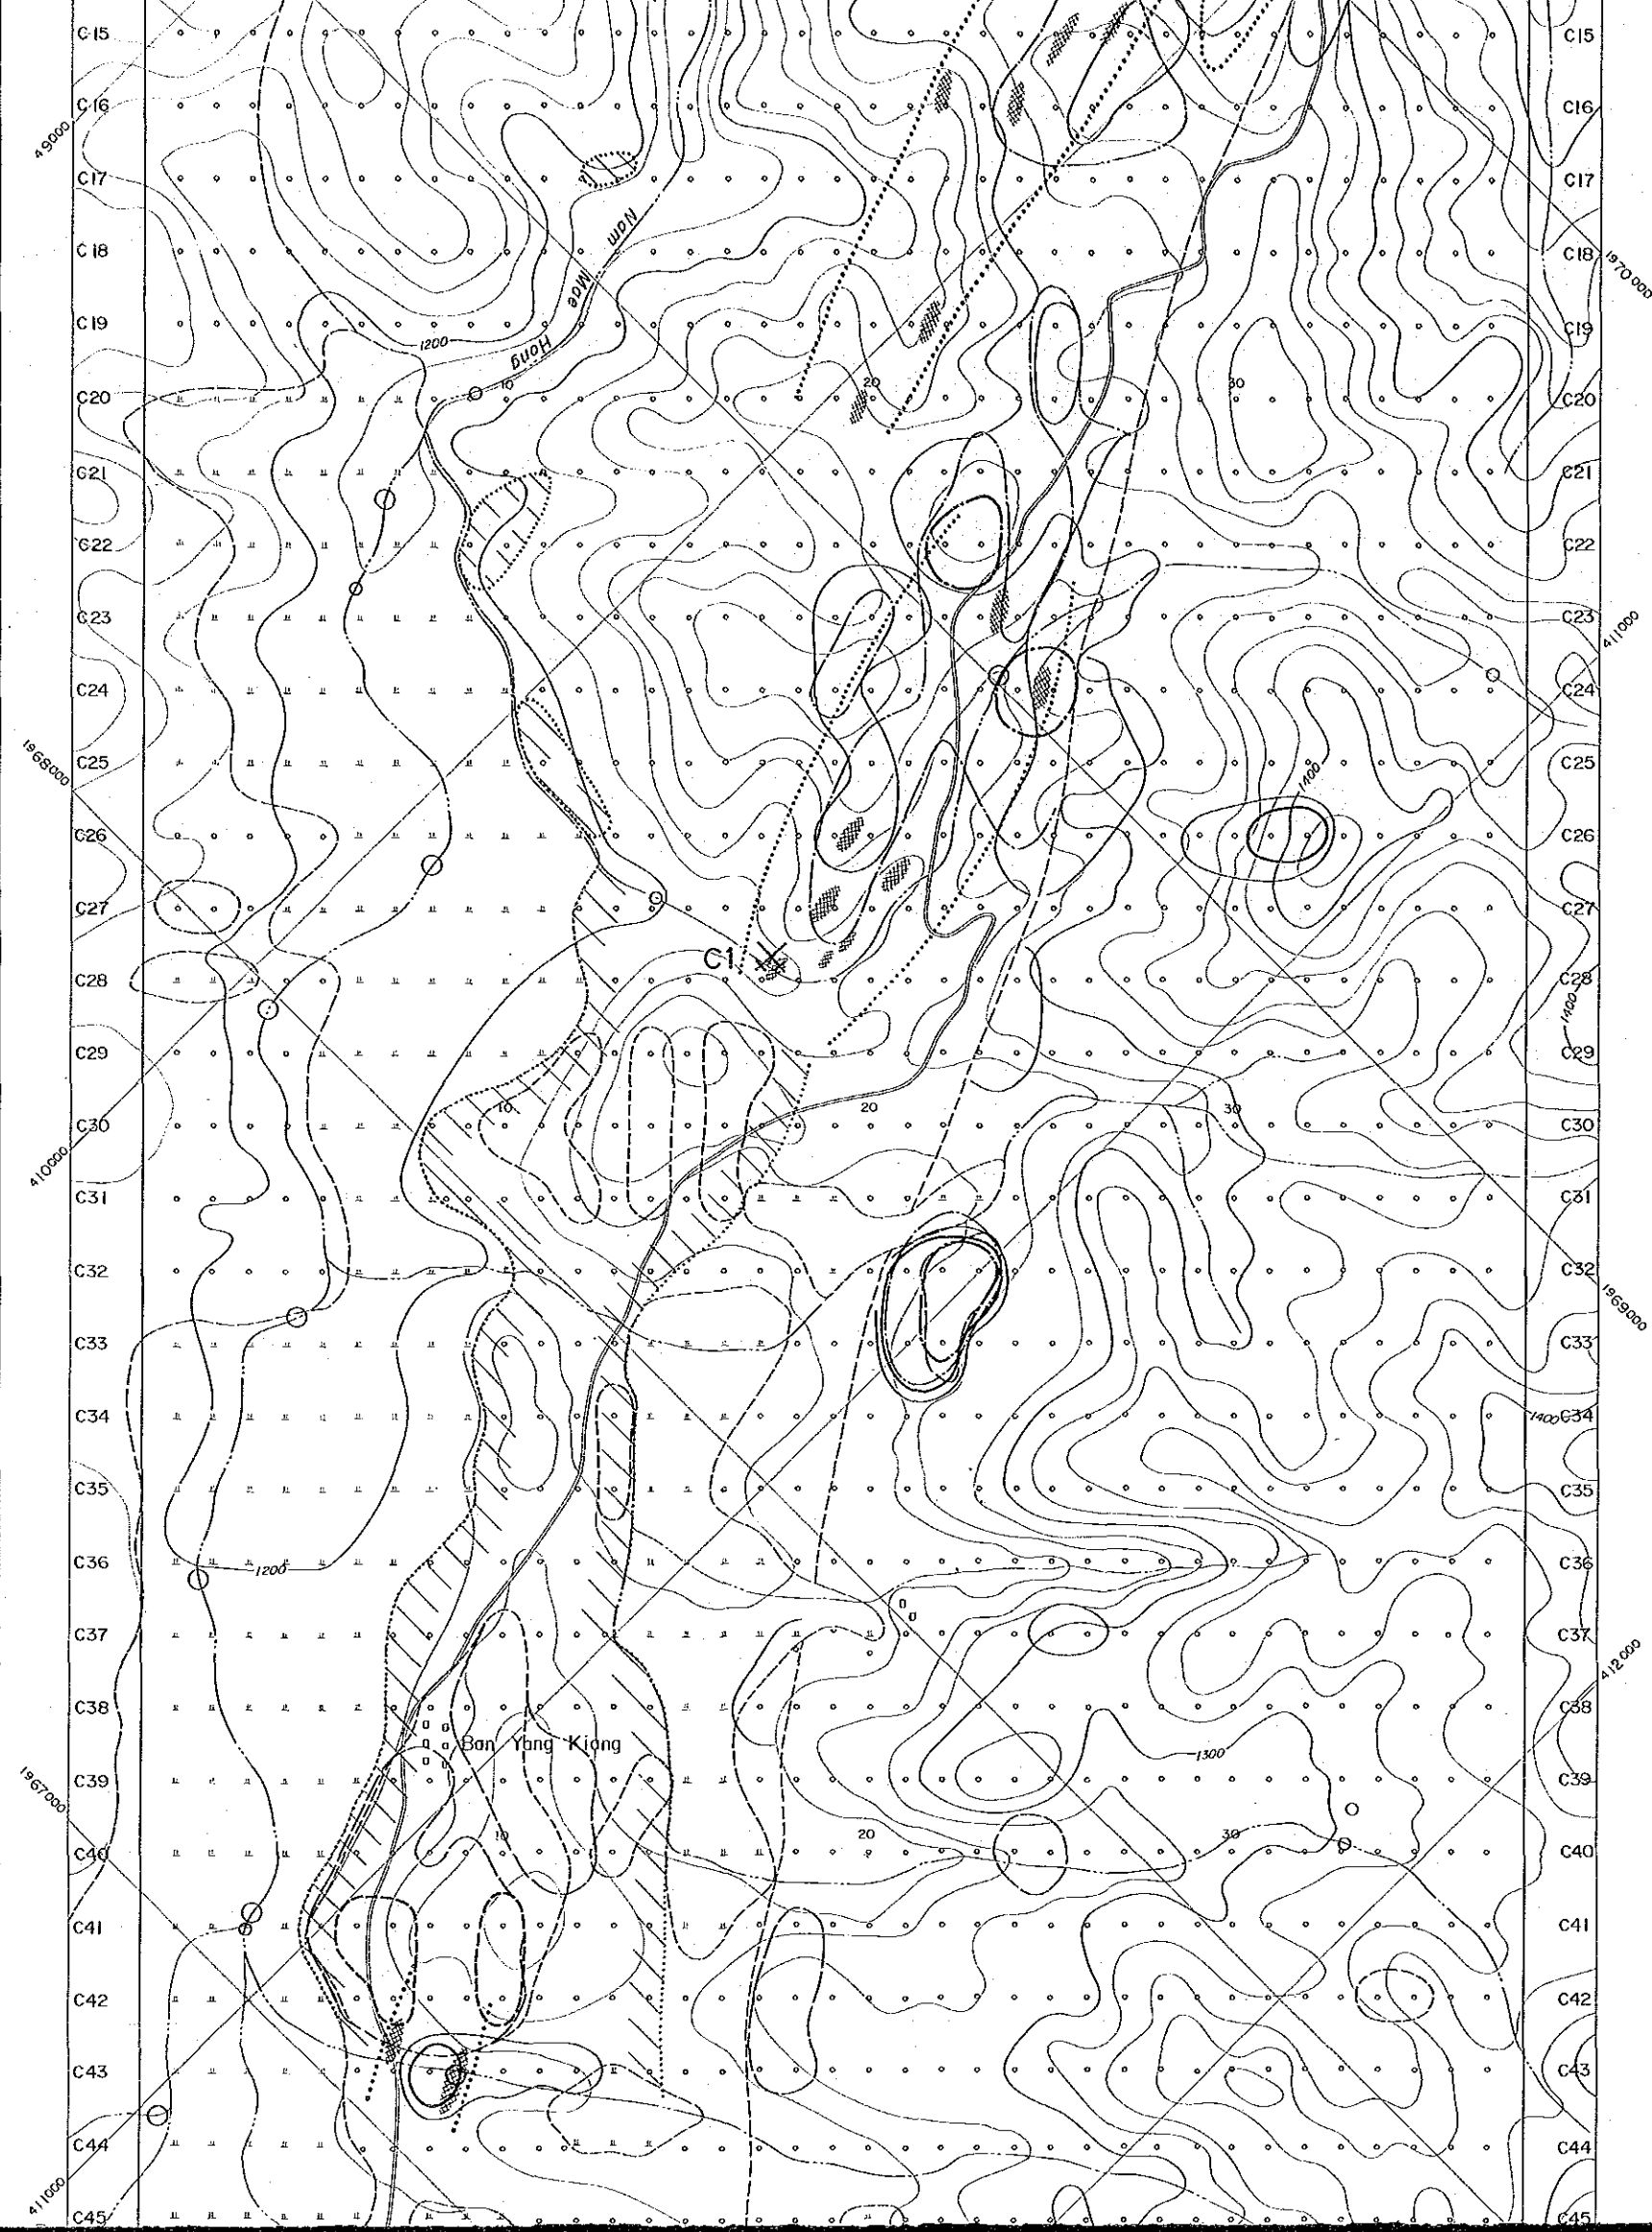 C15 C15
C16 C16
49000
C17 C17
Nam
C18 C18
1970000
Mae
C19 C19
1200
Hong
10 20 30
C20 C20
C21 C21
C22 C22
C23 C23
411000
C24 C24
1968000
C25 C25
1400
C26 C26
C27 C27
C1
C28 C28
1400
C29 C29
10 20 30
C30 C30
410000
C31 C31
C32 C32
1969000
C33 C33
C34 1400 C34
C35 C35
C36 1200 C36
C37 C37
412000
C38 C38
Ban Yang Kiang
1300
C39 C39
1967000
10 20 30
C40 C40
C41 C41
C42 C42
C43 C43
C44 C44
411000
C45 C45